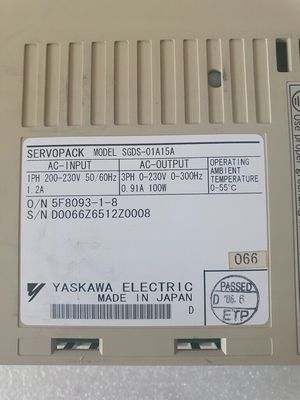 SERVOPACK MODEL SGDS-01A15A
AC-INPUT AC-OUTPUT OPERATING
AMBIENT
TEMPERATURE
0-55°C
1PH 200-230V 50/60Hz 3PH 0-230V 0-300Hz
1.2A 0.91A 100W
O/N 5F8093-1-8
S/N D0066Z6512Z0008
066
YASKAWA ELECTRIC
MADE IN JAPAN
D
PASSED
D '06. 6
ETP
Use proper